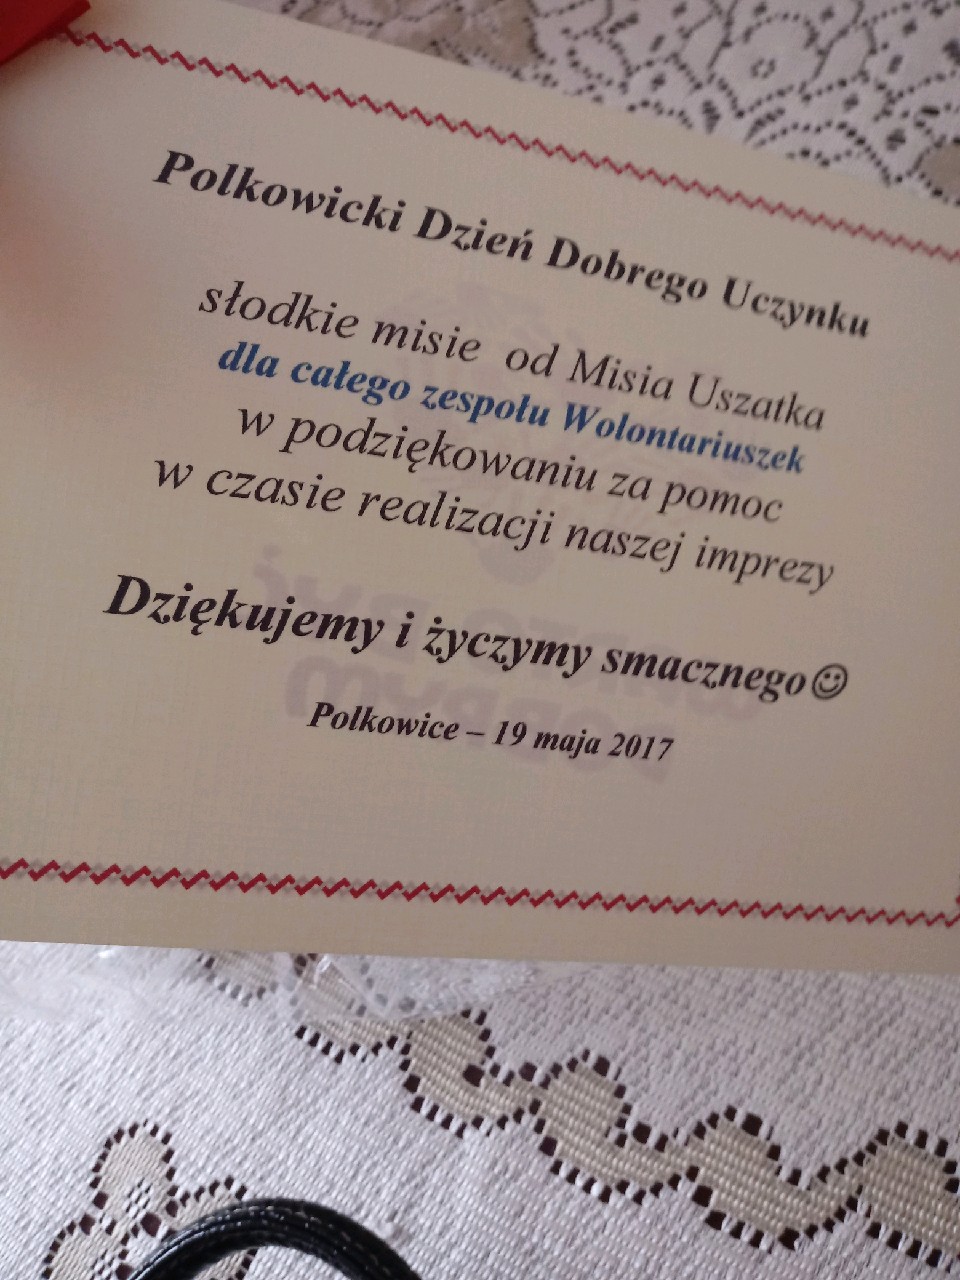 Polkowicki Dzień Dobrego Uczynku
słodkie misie od Misia Uszatka
dla całego zespołu Wolontariuszek
w podziękowaniu za pomoc
w czasie realizacji naszej imprezy
Dziękujemy i życzymy smacznego☺
Polkowice – 19 maja 2017